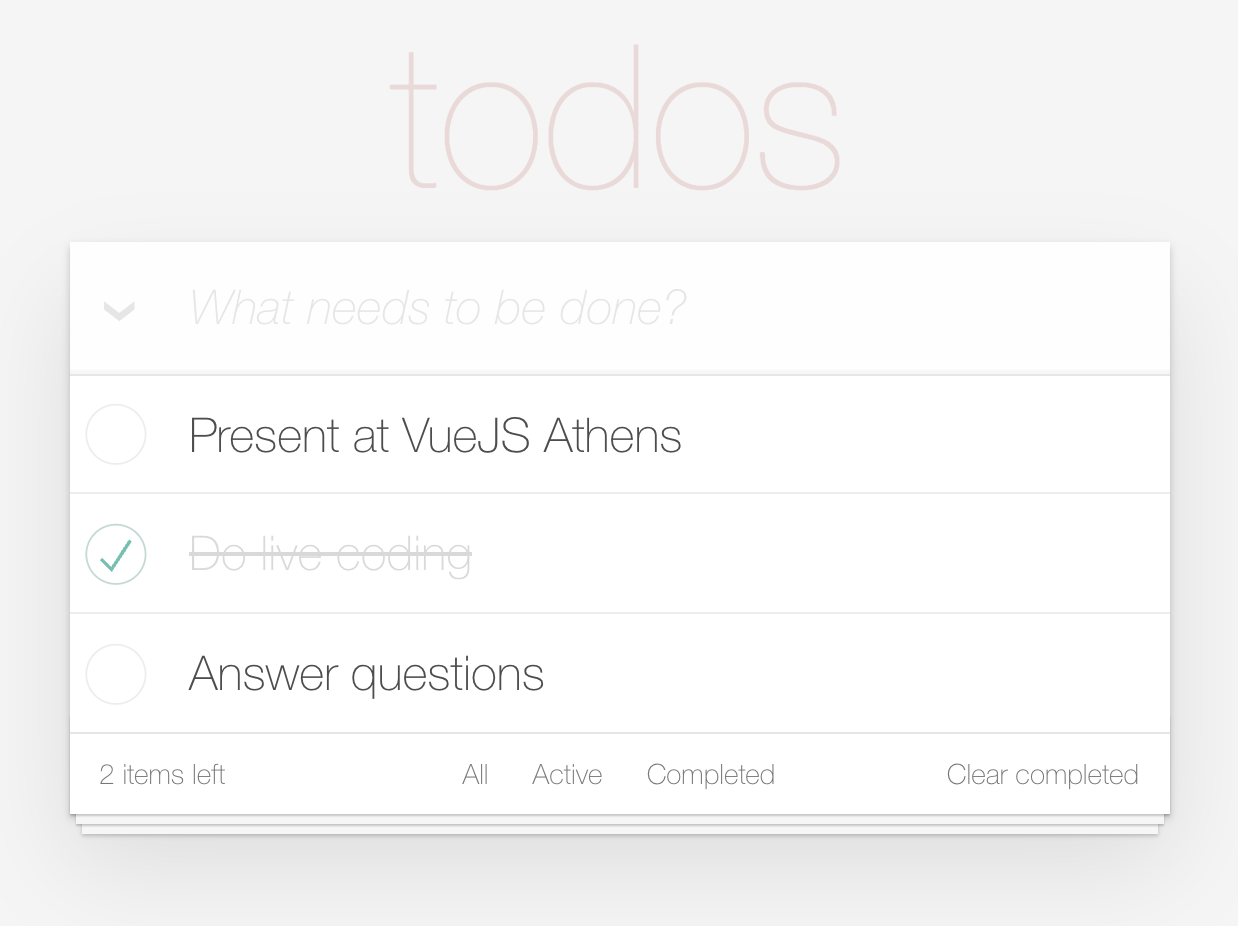 todos
What needs to be done?
Present at VueJS Athens
Do live coding
Answer questions
2 items left All Active Completed Clear completed